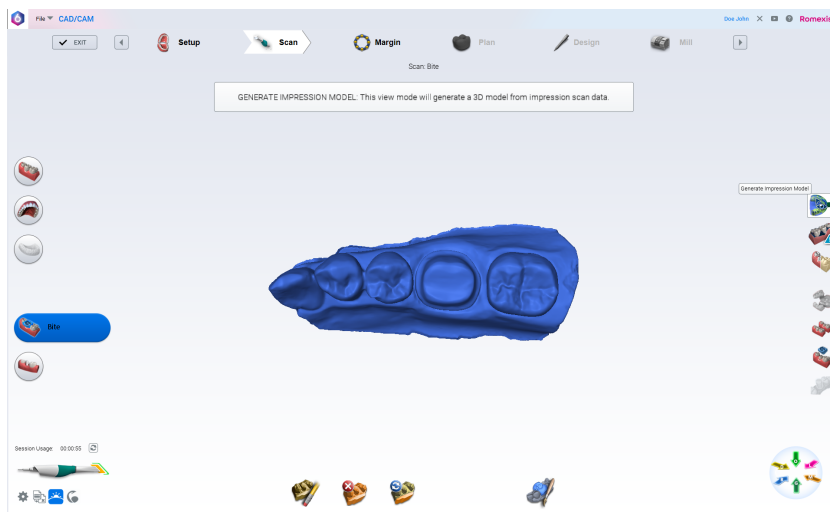 File CAD/CAM
Doe John
Romexis
EXIT
Setup
Scan
Margin
Plan
Design
Mill
Scan: Bite
GENERATE IMPRESSION MODEL: This view mode will generate a 3D model from impression scan data.
Generate Impression Model
Bite
Session Usage: 00:00:55